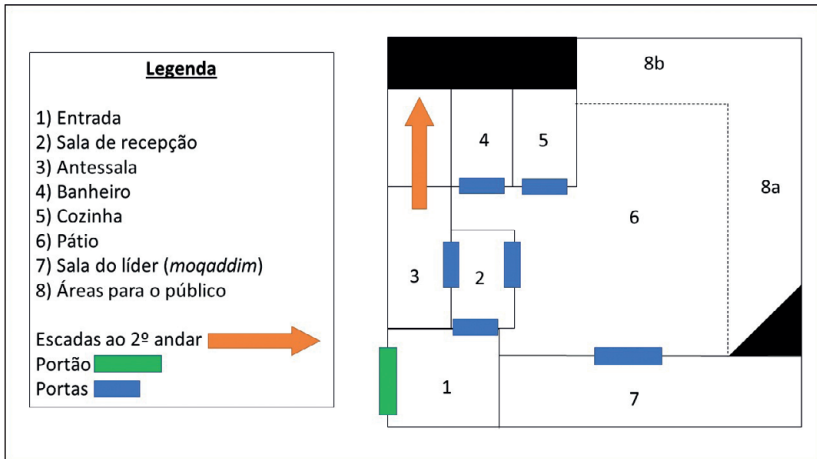 Legenda
1) Entrada
2) Sala de recepção
3) Antessala
4) Banheiro
5) Cozinha
6) Pátio
7) Sala do líder (moqaddim)
8) Áreas para o público
Escadas ao 2º andar
Portão
Portas
8b
4
5
8a
6
3
2
1
7